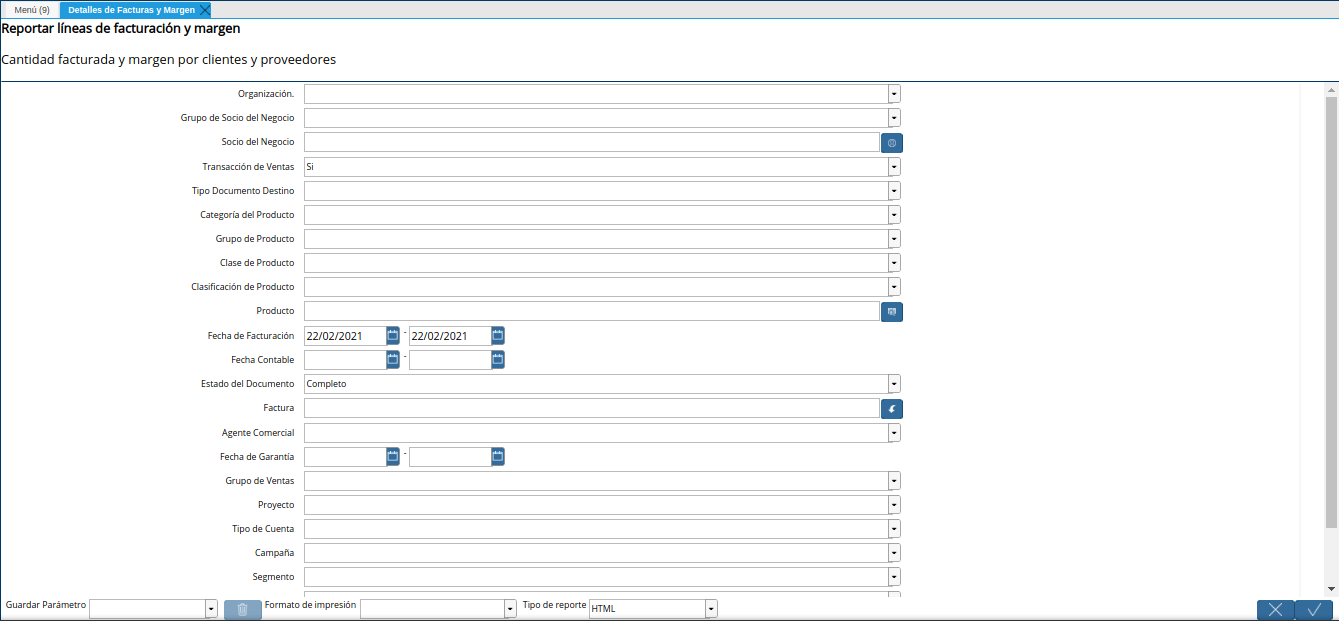 Menú (9) Detalles de Facturas y Margen
Reportar líneas de facturación y margen
Cantidad facturada y margen por clientes y proveedores
Organización.
Grupo de Socio del Negocio
Socio del Negocio
Transacción de Ventas Si
Tipo Documento Destino
Categoría del Producto
Grupo de Producto
Clase de Producto
Clasificación de Producto
Producto
Fecha de Facturación 22/02/2021 - 22/02/2021
Fecha Contable -
Estado del Documento Completo
Factura
Agente Comercial
Fecha de Garantía -
Grupo de Ventas
Proyecto
Tipo de Cuenta
Campaña
Segmento
Guardar Parámetro Formato de impresión Tipo de reporte HTML